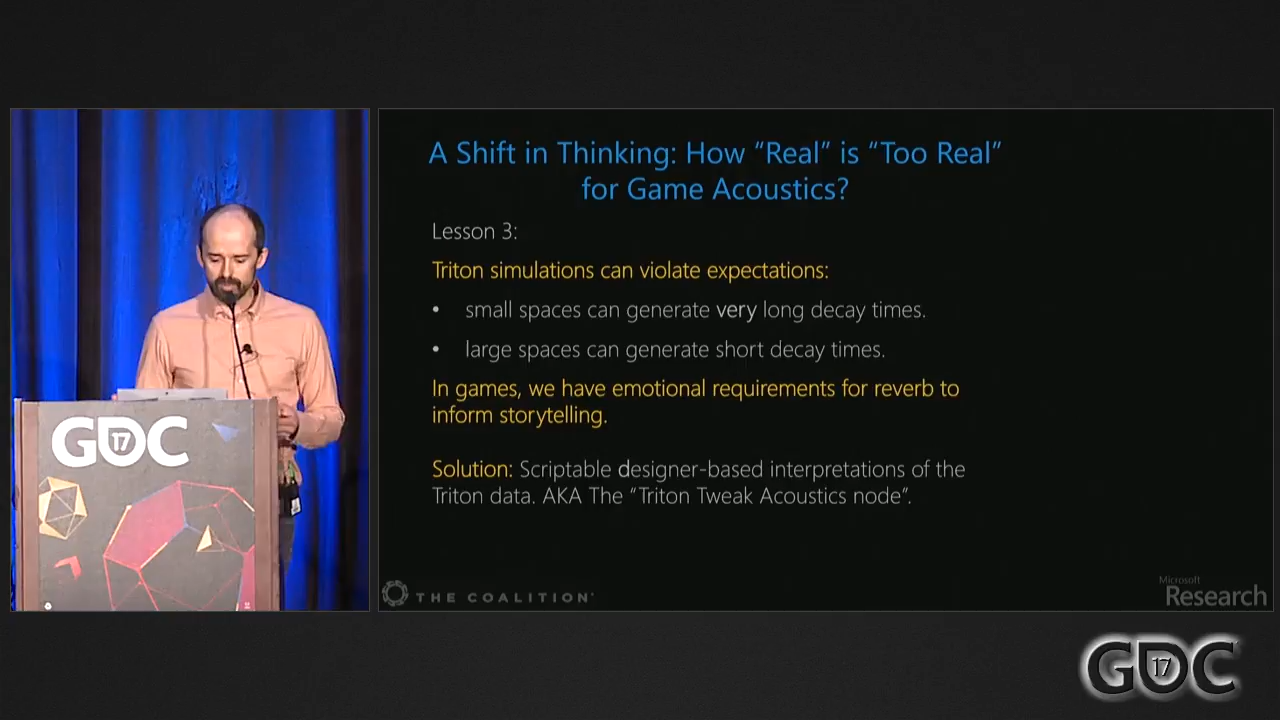 A Shift in Thinking: How “Real” is “Too Real”
for Game Acoustics?
Lesson 3:
Triton simulations can violate expectations:
• small spaces can generate very long decay times.
• large spaces can generate short decay times.
In games, we have emotional requirements for reverb to
inform storytelling.
Solution: Scriptable designer-based interpretations of the
Triton data. AKA The “Triton Tweak Acoustics node”.
THE COALITION
Microsoft
Research
GDC 17
GDC 17